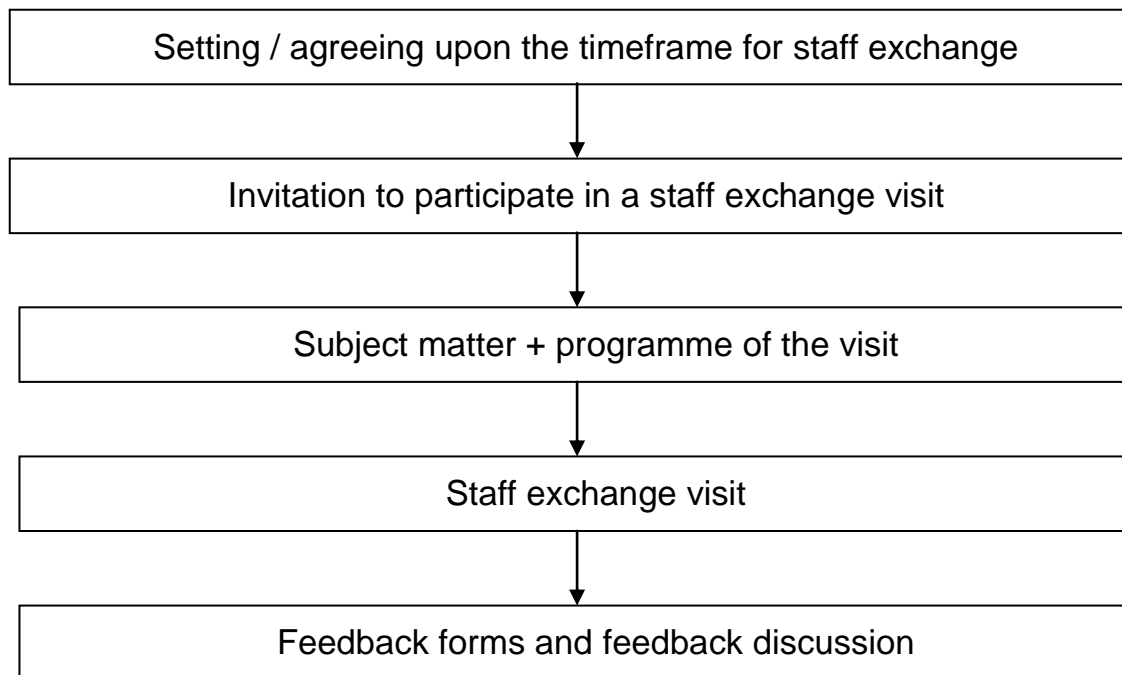 Setting / agreeing upon the timeframe for staff exchange
Invitation to participate in a staff exchange visit
Subject matter + programme of the visit
Staff exchange visit
Feedback forms and feedback discussion